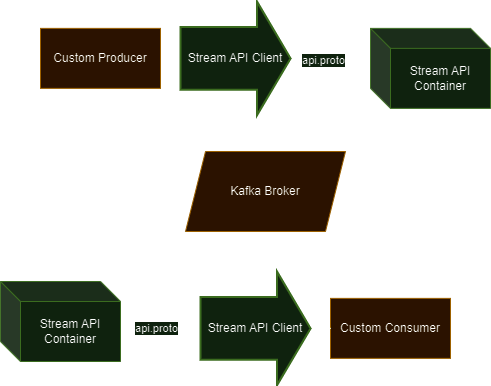 Custom Producer
Stream API Client
api.proto
Stream API
Container
Kafka Broker
Stream API
Container
api.proto
Stream API Client
Custom Consumer